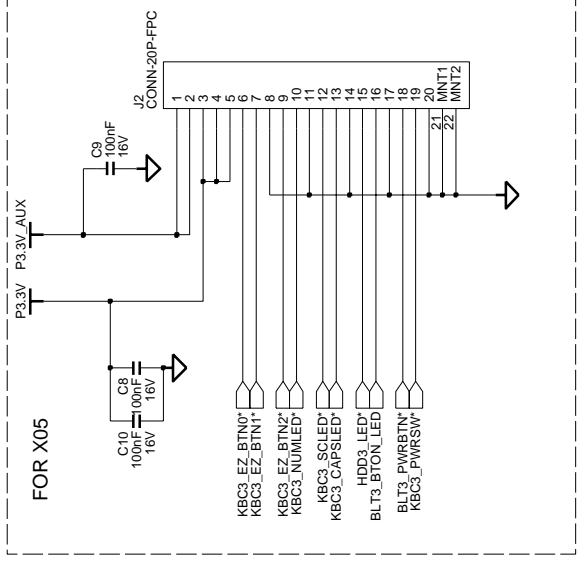 FOR X05
P3.3V
P3.3V_AUX
C10
100nF
16V
C8
100nF
16V
C9
100nF
16V
J2
CONN-20P-FPC
1
2
3
4
5
6
7
8
9
10
11
12
13
14
15
16
17
18
19
20
21 MNT1
22 MNT2
KBC3_EZ_BTN0*
KBC3_EZ_BTN1*
KBC3_EZ_BTN2*
KBC3_NUMLED*
KBC3_SCLED*
KBC3_CAPSLED*
HDD3_LED*
BLT3_BTON_LED
BLT3_PWRBTN*
KBC3_PWRSW*